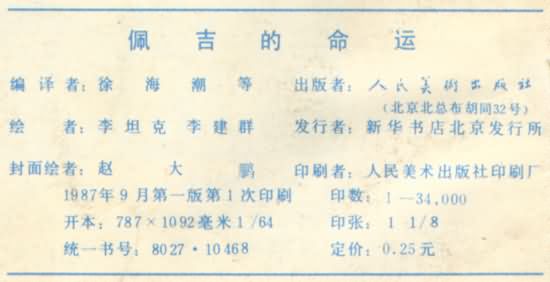 佩吉的命运
编译者：徐海潮等 出版者：人民美術出版社
（北京北总布胡同32号）
绘者：李坦克 李建群 发行者：新华书店北京发行所
封面绘者：赵大鹏 印刷者：人民美术出版社印刷厂
1987年9月第一版第1次印刷 印数：1—34,000
开本：787×1092毫米1/64 印张：1 1/8
统一书号：8027·10468 定价：0.25元